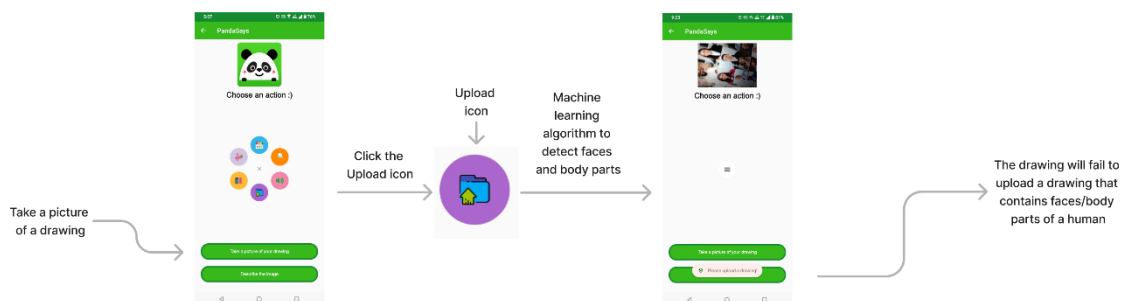 Take a picture
of a drawing
5:07
PandaSays
Choose an action :)
Take a picture of your drawing
Describe the image
Click the
Upload icon
Upload
icon
Machine
learning
algorithm to
detect faces
and body parts
PandaSays
Choose an action :)
Take a picture of your drawing
Please upload a drawing!
The drawing will fail to
upload a drawing that
contains faces/body
parts of a human